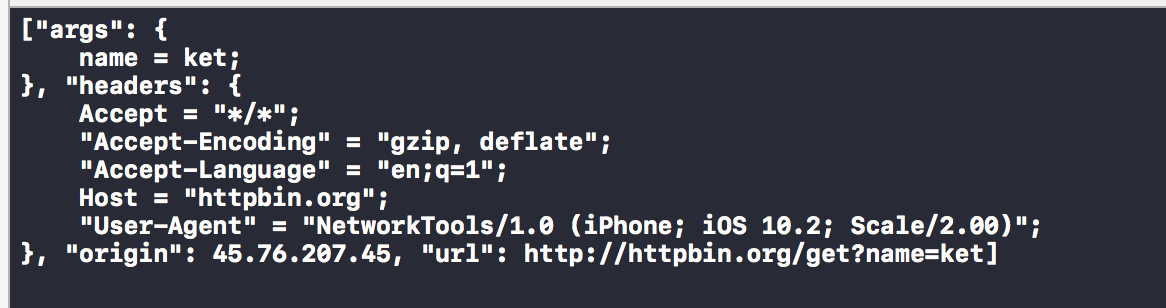 ["args": {
    name = ket;
}, "headers": {
    Accept = "*/*";
    "Accept-Encoding" = "gzip, deflate";
    "Accept-Language" = "en;q=1";
    Host = "httpbin.org";
    "User-Agent" = "NetworkTools/1.0 (iPhone; iOS 10.2; Scale/2.00)";
}, "origin": 45.76.207.45, "url": http://httpbin.org/get?name=ket]